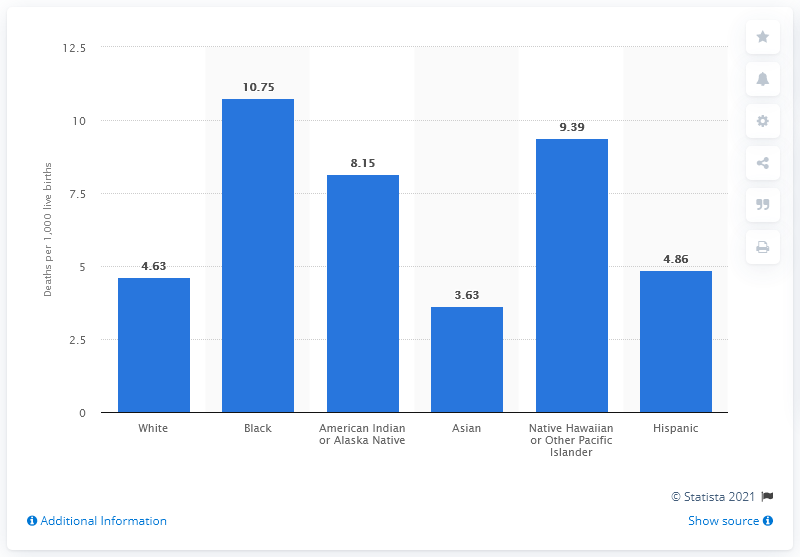 12.5
10
7.5
5
2.5
0
Deaths per 1,000 live births
4.63
10.75
8.15
3.63
9.39
4.86
White
Black
American Indian
or Alaska Native
Asian
Native Hawaiian
or Other Pacific
Islander
Hispanic
© Statista 2021
Additional Information
Show source